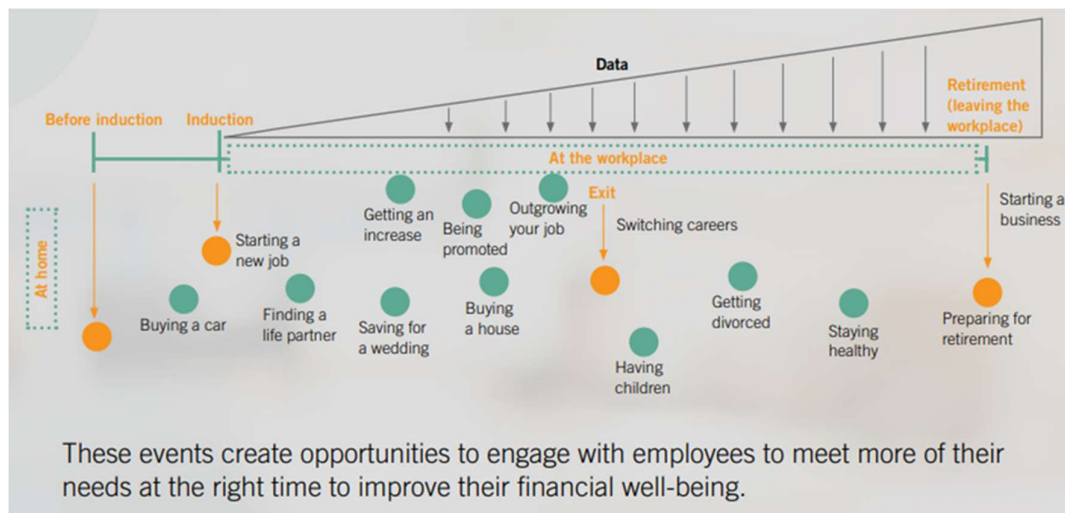 Data
Retirement
(leaving the
workplace)
Before induction
Induction
At the workplace
At home
Getting an
increase
Being
promoted
Outgrowing
your job
Exit
Switching careers
Starting a
business
Starting a
new job
Buying a car
Finding a
life partner
Saving for
a wedding
Buying
a house
Having
children
Getting
divorced
Staying
healthy
Preparing for
retirement
These events create opportunities to engage with employees to meet more of their
needs at the right time to improve their financial well-being.